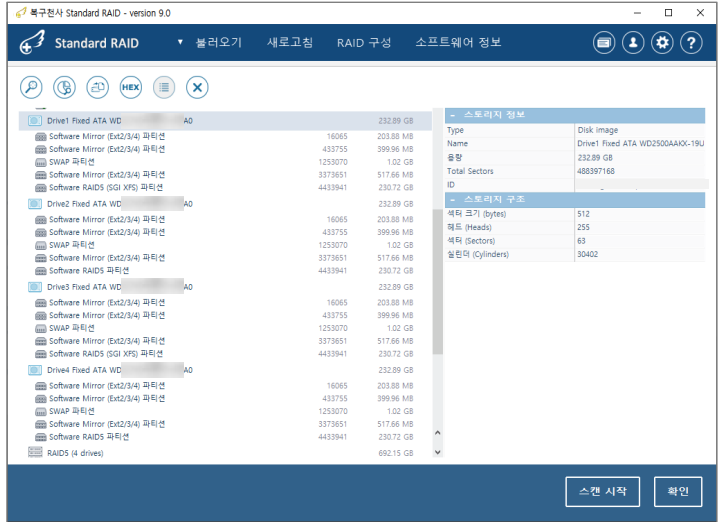 복구천사 Standard RAID - version 9.0
Standard RAID ▼ 불러오기 새로고침 RAID 구성 소프트웨어 정보
HEX
Drive1 Fixed ATA WD A0 232.89 GB
Software Mirror (Ext2/3/4) 파티션 16065 203.88 MB
Software Mirror (Ext2/3/4) 파티션 433755 399.96 MB
SWAP 파티션 1253070 1.02 GB
Software Mirror (Ext2/3/4) 파티션 3373651 517.66 MB
Software RAID5 (SGI XFS) 파티션 4433941 230.72 GB
Drive2 Fixed ATA WD A0 232.89 GB
Software Mirror (Ext2/3/4) 파티션 16065 203.88 MB
Software Mirror (Ext2/3/4) 파티션 433755 399.96 MB
SWAP 파티션 1253070 1.02 GB
Software Mirror (Ext2/3/4) 파티션 3373651 517.66 MB
Software RAID5 파티션 4433941 230.72 GB
Drive3 Fixed ATA WD A0 232.89 GB
Software Mirror (Ext2/3/4) 파티션 16065 203.88 MB
Software Mirror (Ext2/3/4) 파티션 433755 399.96 MB
SWAP 파티션 1253070 1.02 GB
Software Mirror (Ext2/3/4) 파티션 3373651 517.66 MB
Software RAID5 (SGI XFS) 파티션 4433941 230.72 GB
Drive4 Fixed ATA WD A0 232.89 GB
Software Mirror (Ext2/3/4) 파티션 16065 203.88 MB
Software Mirror (Ext2/3/4) 파티션 433755 399.96 MB
SWAP 파티션 1253070 1.02 GB
Software Mirror (Ext2/3/4) 파티션 3373651 517.66 MB
Software RAID5 파티션 4433941 230.72 GB
RAID5 (4 drives) 692.15 GB
- 스토리지 정보
Type Disk image
Name Drive1 Fixed ATA WD2500AAKX-19U
용량 232.89 GB
Total Sectors 488397168
ID
- 스토리지 구조
섹터 크기 (bytes) 512
헤드 (Heads) 255
섹터 (Sectors) 63
실린더 (Cylinders) 30402
스캔 시작 확인